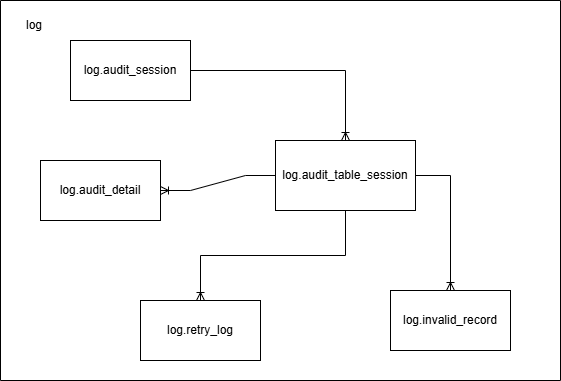 log
log.audit_session
log.audit_table_session
log.audit_detail
log.invalid_record
log.retry_log